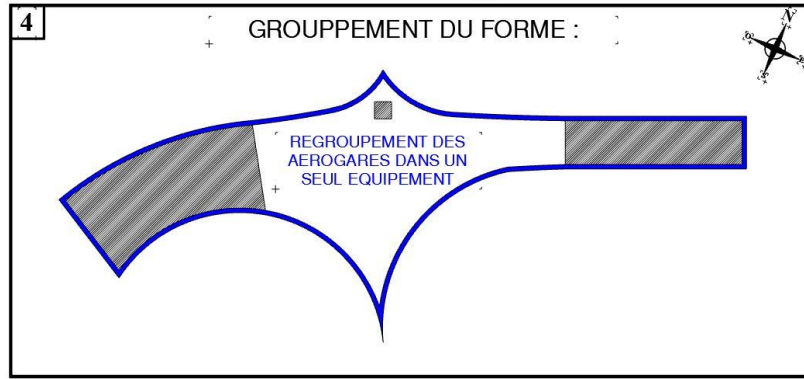 4
GROUPPEMENT DU FORME :
N
REGROUPEMENT DES
AEROGARES DANS UN
SEUL EQUIPEMENT